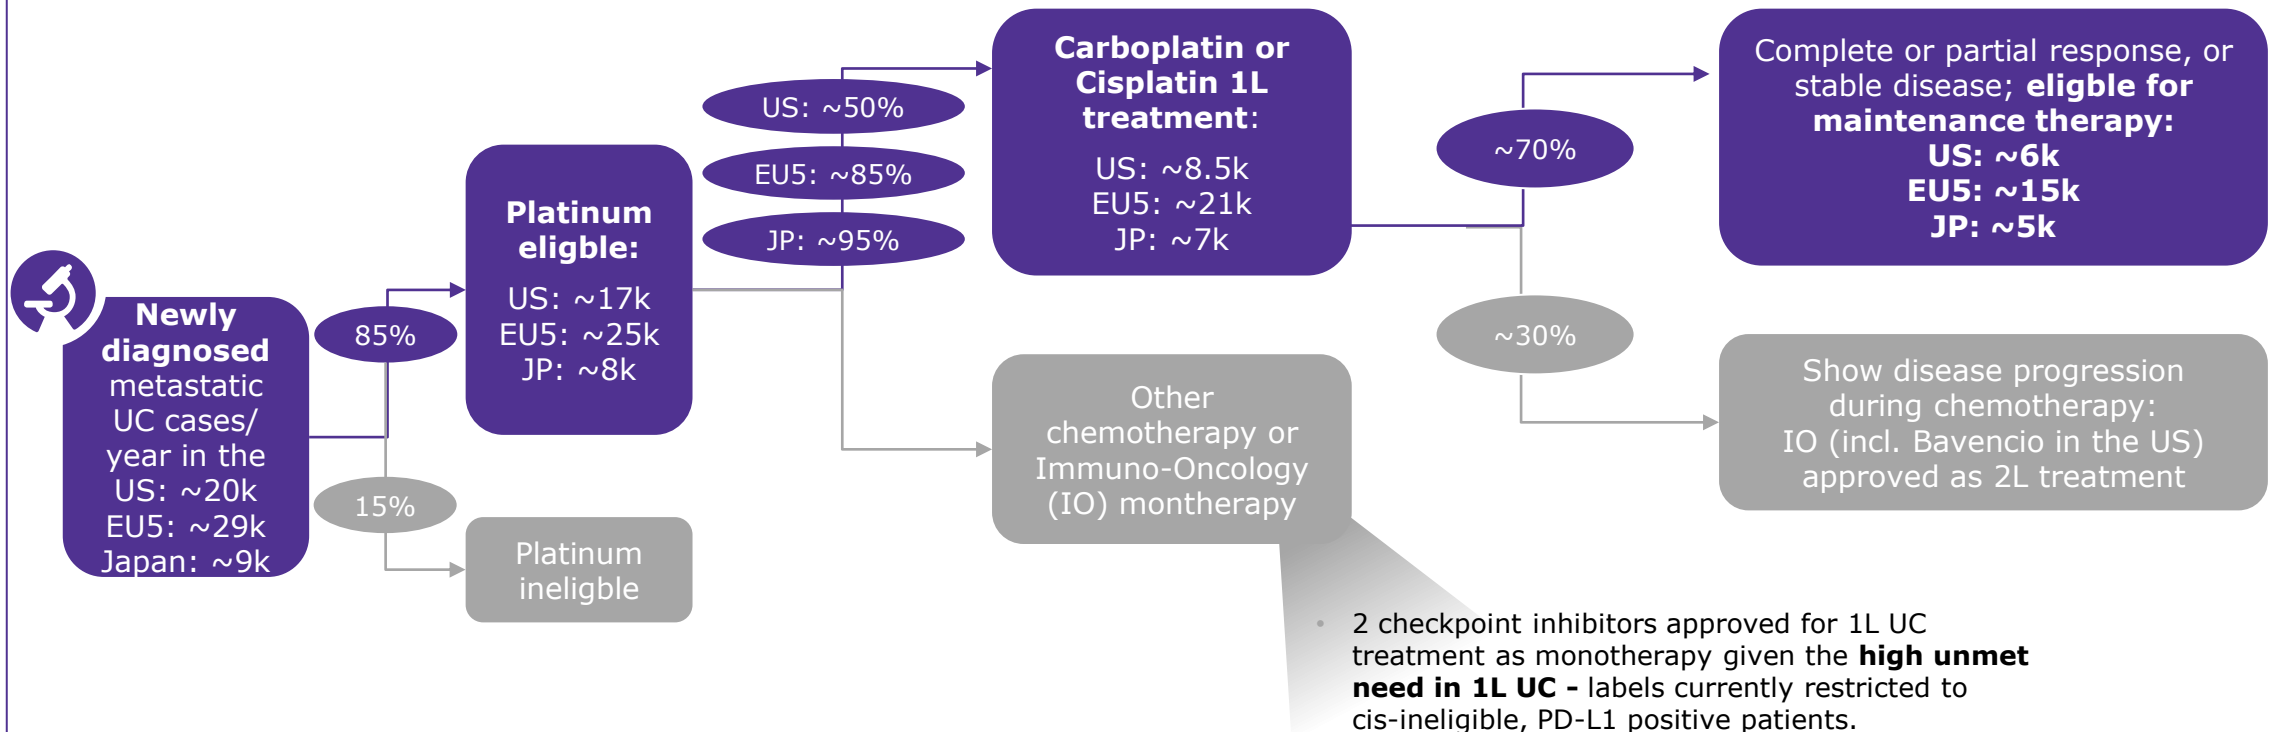 Newly
diagnosed
metastatic
UC cases/
year in the
US: ~20k
EU5: ~29k
Japan: ~9k
85%
15%
Platinum
eligble:
US: ~17k
EU5: ~25k
JP: ~8k
Platinum
ineligble
US: ~50%
EU5: ~85%
JP: ~95%
Carboplatin or
Cisplatin 1L
treatment:
US: ~8.5k
EU5: ~21k
JP: ~7k
Other
chemotherapy or
Immuno-Oncology
(IO) montherapy
~70%
~30%
Complete or partial response, or
stable disease; eligble for
maintenance therapy:
US: ~6k
EU5: ~15k
JP: ~5k
Show disease progression
during chemotherapy:
IO (incl. Bavencio in the US)
approved as 2L treatment
• 2 checkpoint inhibitors approved for 1L UC
treatment as monotherapy given the high unmet
need in 1L UC - labels currently restricted to
cis-ineligible, PD-L1 positive patients.